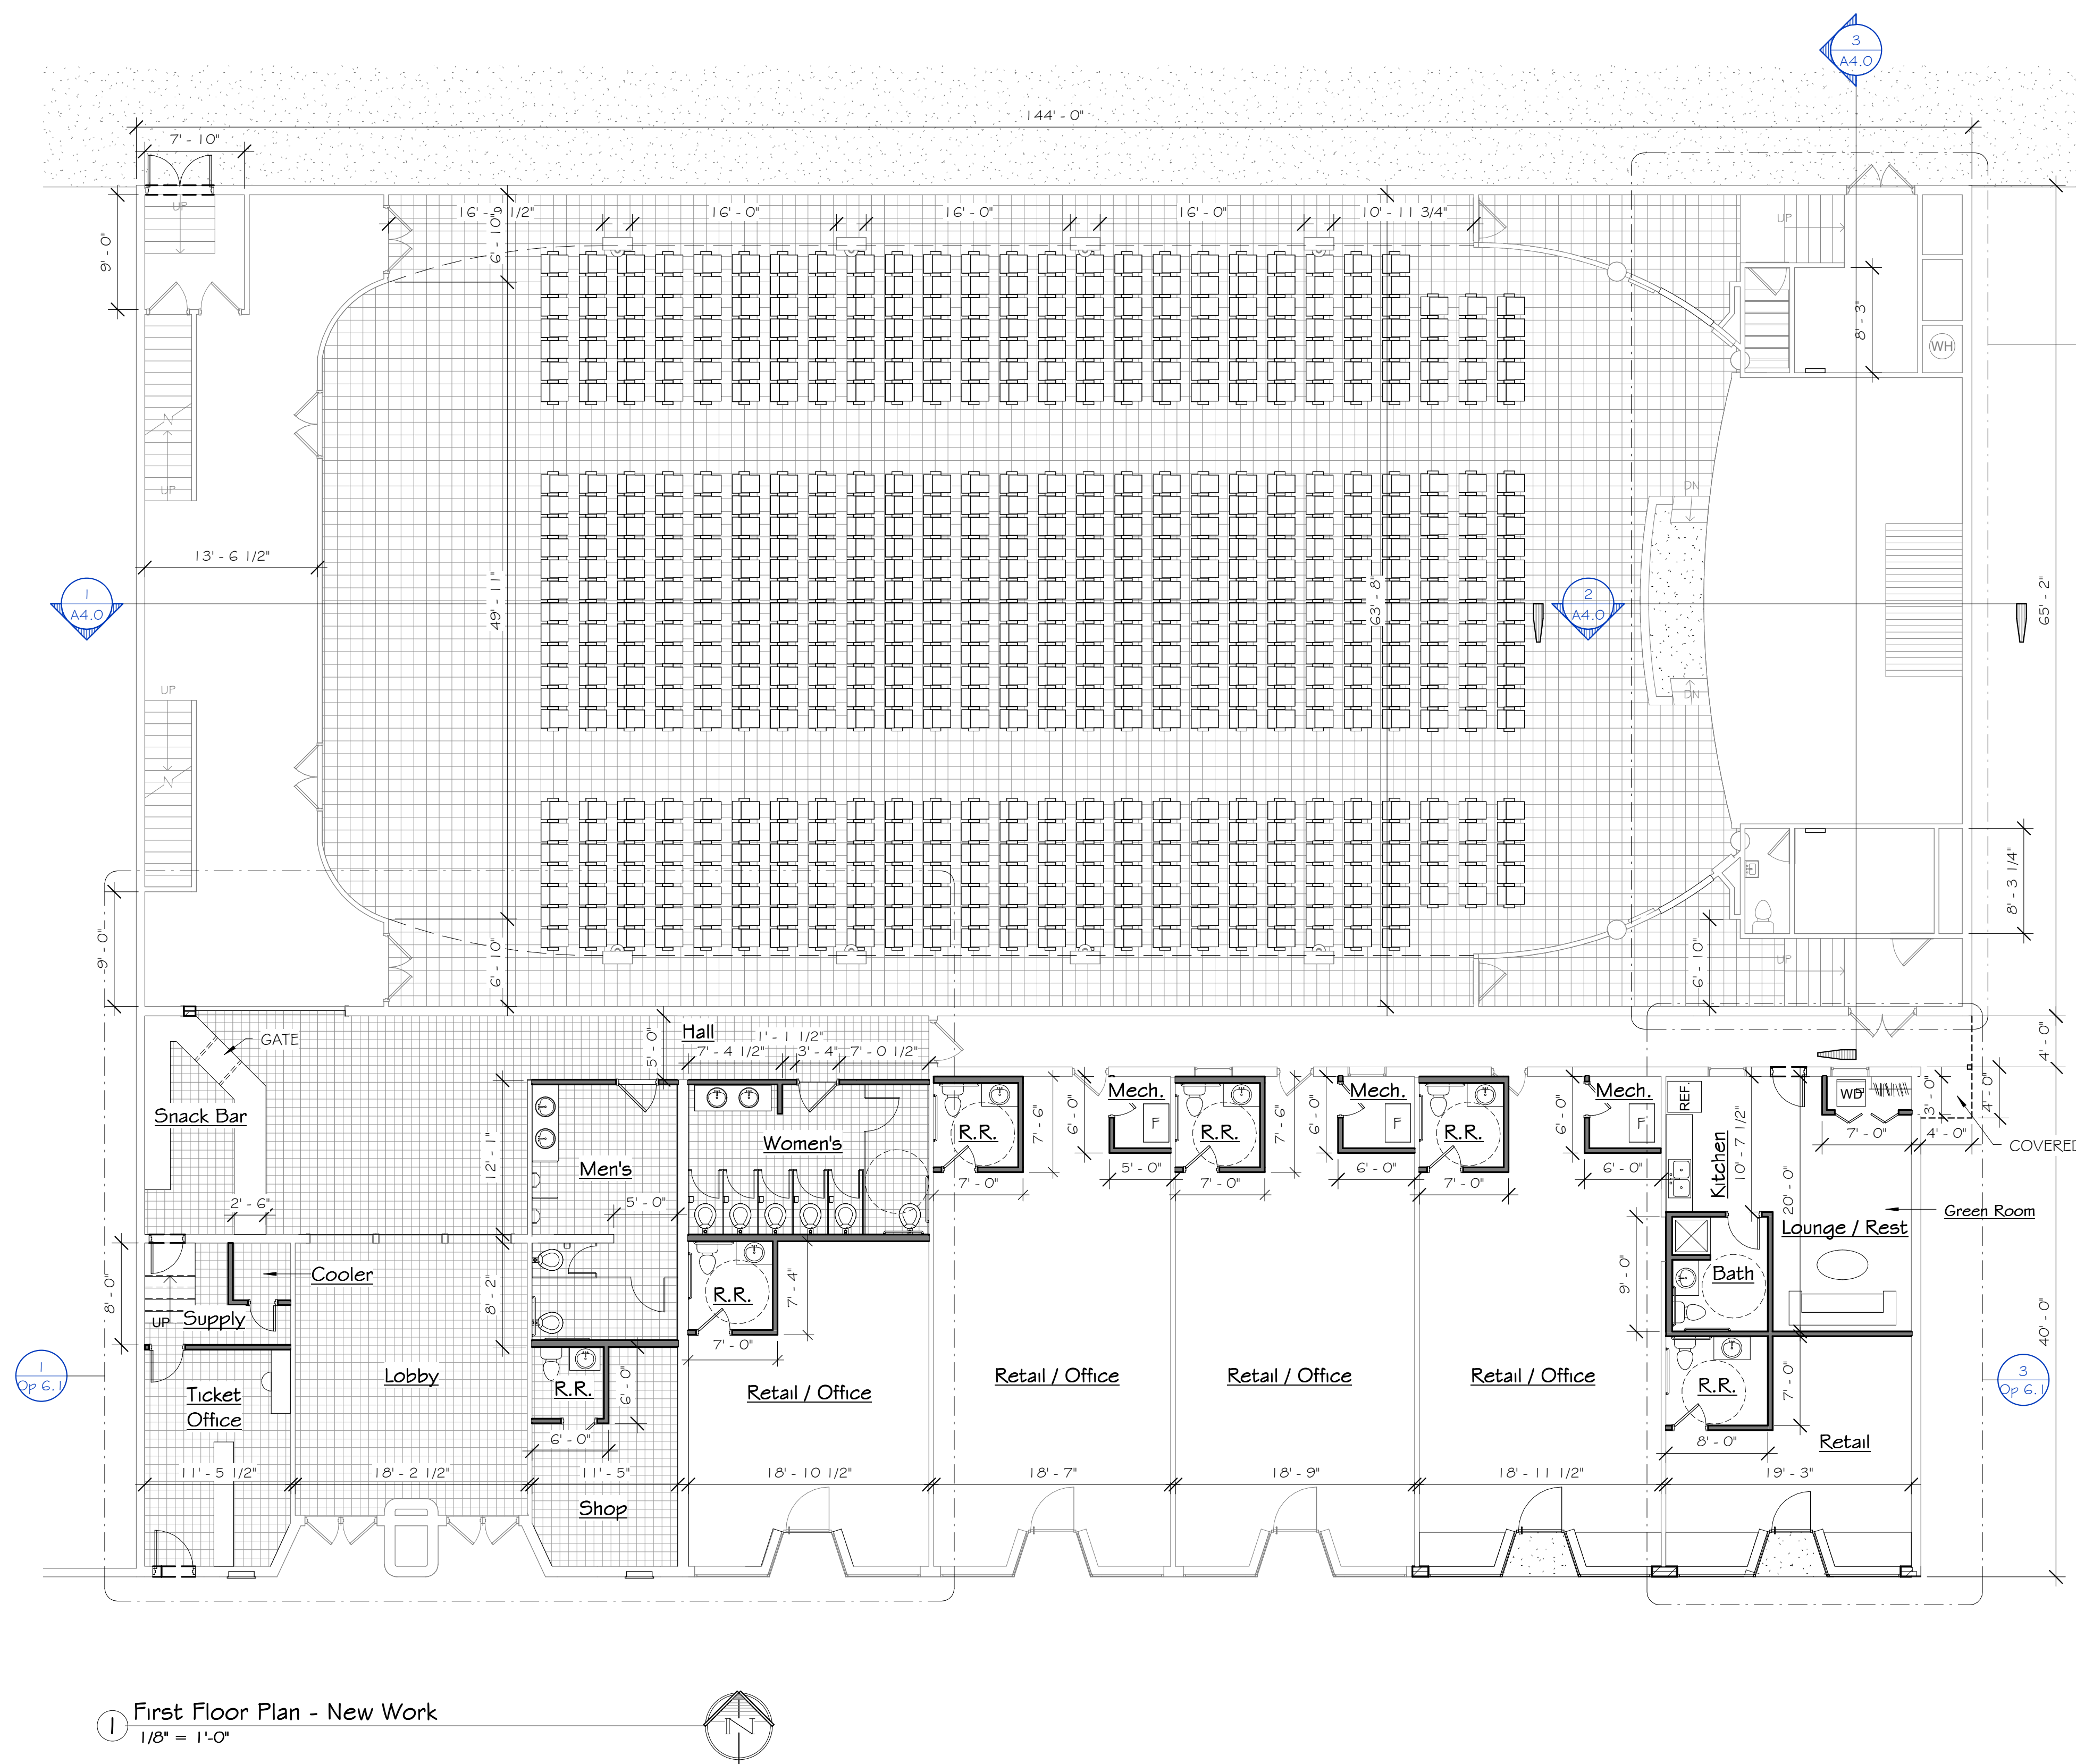 3
A4.0
144' - 0"
7' - 10"
UP
16' - 9 1/2"
16' - 0"
16' - 0"
16' - 0"
10' - 11 3/4"
UP
9' - 0"
6' - 10"
8' - 3"
WH
UP
DN
13' - 6 1/2"
49' - 11"
63' - 8"
1
A4.0
2
A4.0
65' - 2"
UP
DN
8' - 3 1/4"
9' - 0"
6' - 10"
6' - 10"
UP
GATE
5' - 0"
Hall
1' - 1 1/2"
7' - 4 1/2"
3' - 4"
7' - 0 1/2"
4' - 0"
Snack Bar
12' - 1"
Men's
Women's
R.R.
7' - 6"
6' - 0"
Mech.
F
R.R.
7' - 6"
6' - 0"
Mech.
F
R.R.
6' - 0"
Mech.
F
REF.
Kitchen
10' - 7 1/2"
WD
3' - 0"
4' - 0"
7' - 0"
4' - 0"
COVERED
2' - 6"
5' - 0"
7' - 0"
5' - 0"
7' - 0"
6' - 0"
7' - 0"
6' - 0"
20' - 0"
Lounge / Rest
Green Room
8' - 0"
Cooler
UP
Supply
8' - 2"
R.R.
7' - 4"
7' - 0"
9' - 0"
Bath
40' - 0"
1
Op 6.1
Ticket
Office
Lobby
R.R.
6' - 0"
6' - 0"
Retail / Office
Retail / Office
Retail / Office
Retail / Office
R.R.
7' - 0"
8' - 0"
Retail
3
Op 6.1
11' - 5 1/2"
18' - 2 1/2"
11' - 5"
18' - 10 1/2"
18' - 7"
18' - 9"
18' - 11 1/2"
19' - 3"
Shop
1
First Floor Plan - New Work
1/8" = 1'-0"
N